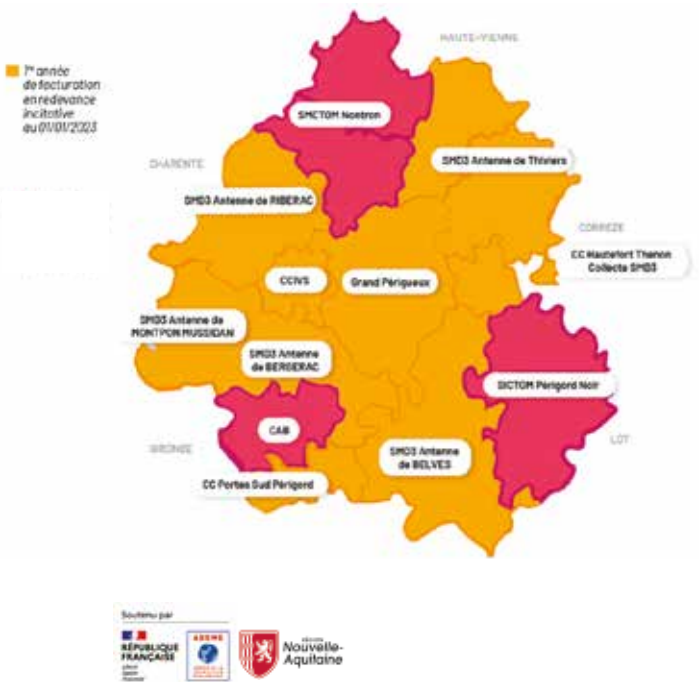 HAUTE-VIENNE
1ᵉ année
de facturation
en redevance
incitative
au 01/01/2023
SMCTOM Nontron
CHARENTE
SMD3 Antenne de Thiviers
SMD3 Antenne de RIBERAC
CORREZE
CC Hautefort Thenon
Collecte SMD3
CCIVS
Grand Périgueux
SMD3 Antenne de
MONTPON MUSSIDAN
SMD3 Antenne
de BERGERAC
SICTOM Périgord Noir
CAB
GIRONDE
LOT
SMD3 Antenne
de BELVES
CC Portes Sud Périgord
Soutenu par
RÉPUBLIQUE
FRANÇAISE
ADEME
RÉGION
Nouvelle-
Aquitaine